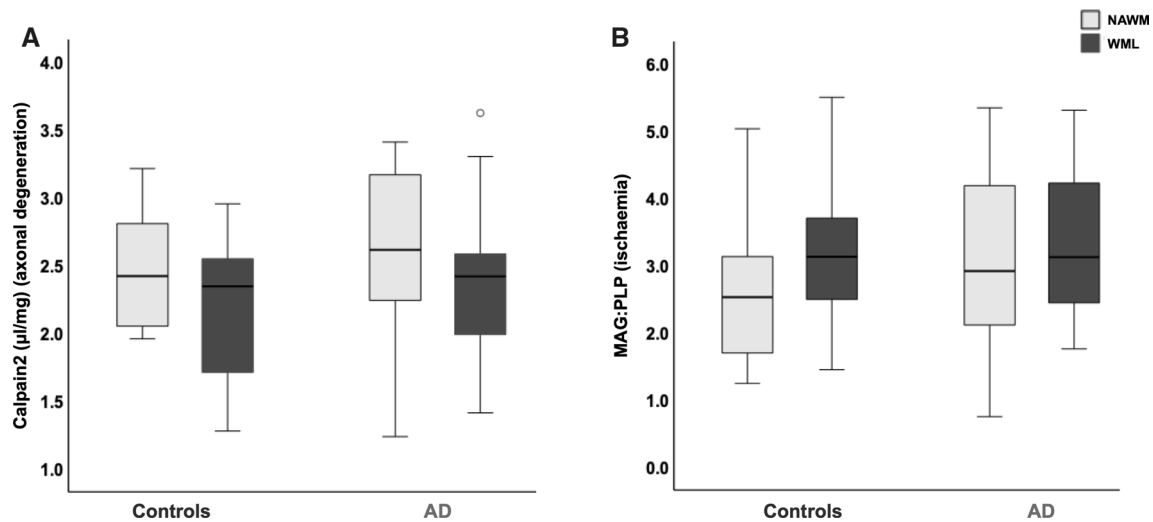 A
Calpain2 (µl/mg) (axonal degeneration)
4.0
3.5
3.0
2.5
2.0
1.5
1.0
Controls
AD
B
NAWM
WML
MAG:PLP (ischaemia)
6.0
5.0
4.0
3.0
2.0
1.0
0.0
Controls
AD